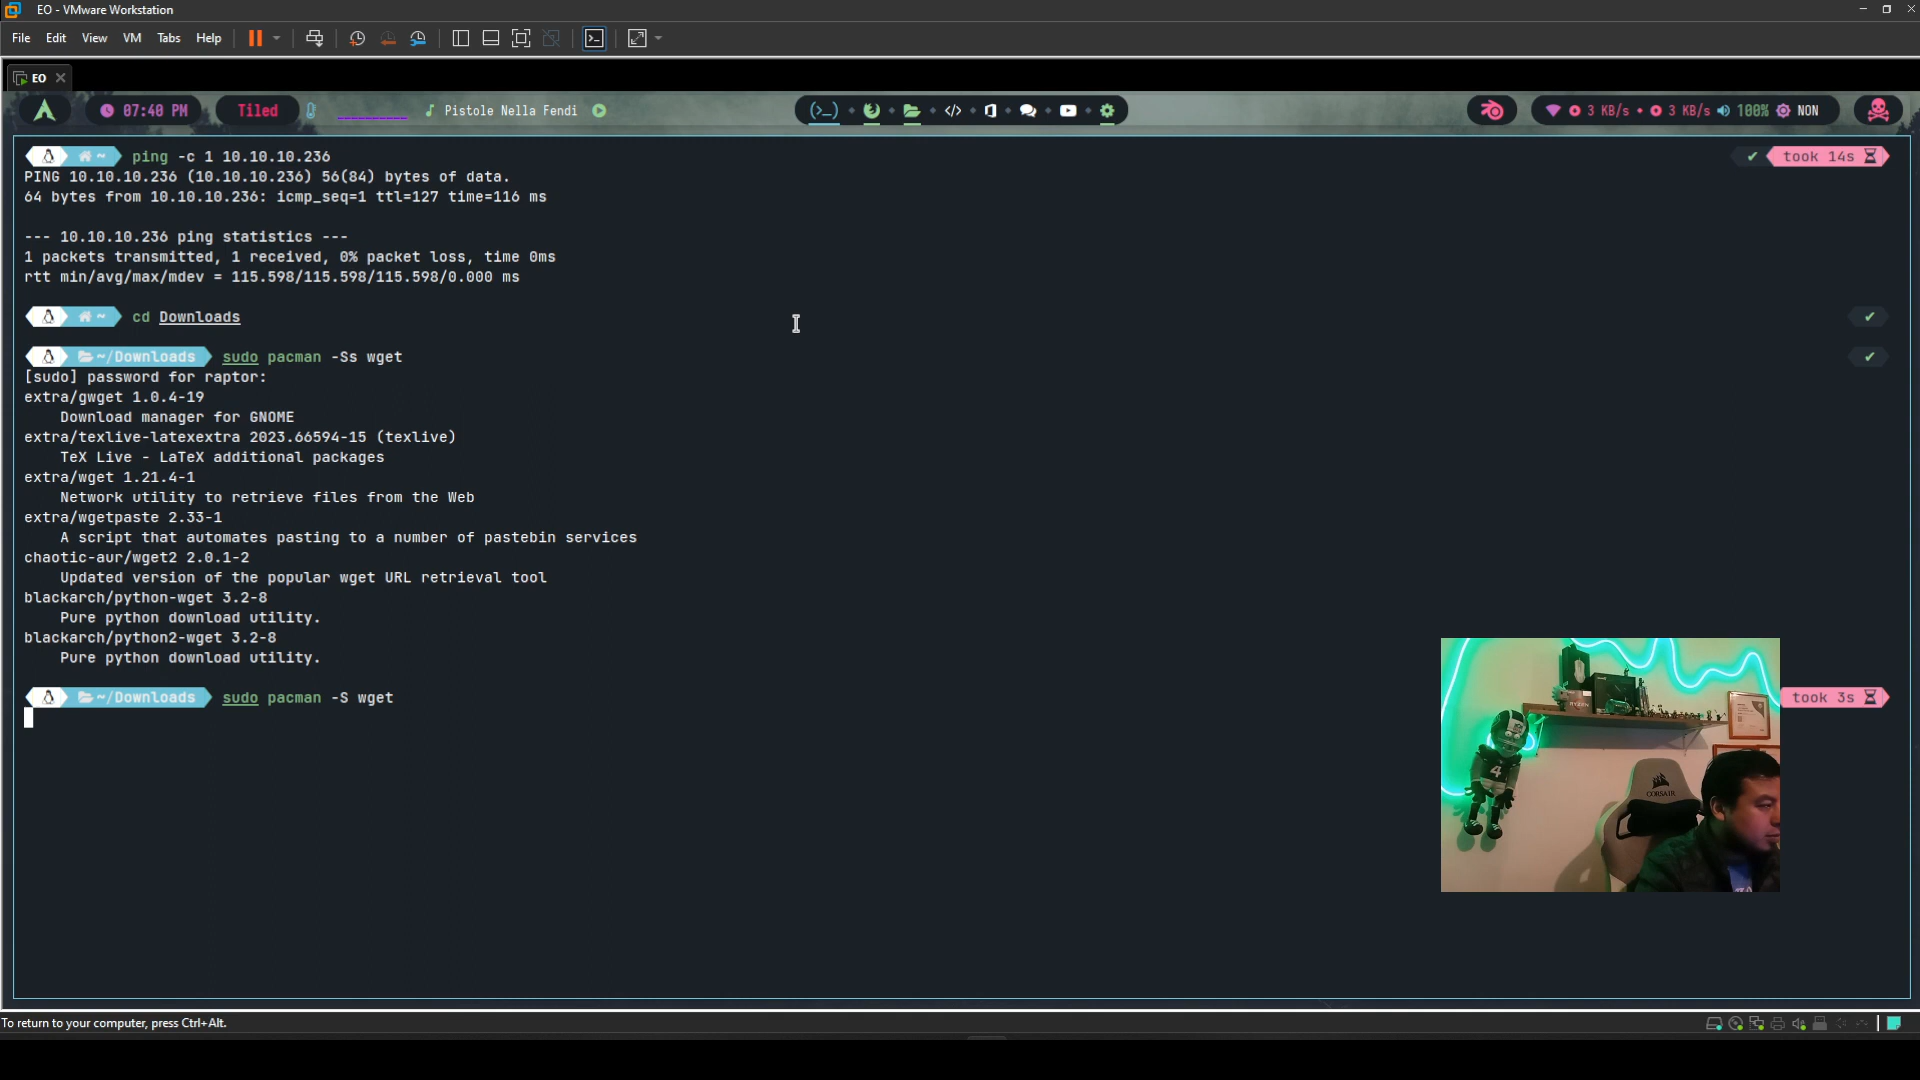 EO - VMware Workstation
File Edit View VM Tabs Help
EO
07:40 PM Tiled Pistole Nella Fendi 3 KB/s • 3 KB/s 100% NON
~ ping -c 1 10.10.10.236 ✔ took 14s
PING 10.10.10.236 (10.10.10.236) 56(84) bytes of data.
64 bytes from 10.10.10.236: icmp_seq=1 ttl=127 time=116 ms
--- 10.10.10.236 ping statistics ---
1 packets transmitted, 1 received, 0% packet loss, time 0ms
rtt min/avg/max/mdev = 115.598/115.598/115.598/0.000 ms
~ cd Downloads ✔
~/Downloads sudo pacman -Ss wget ✔
[sudo] password for raptor:
extra/gwget 1.0.4-19
Download manager for GNOME
extra/texlive-latexextra 2023.66594-15 (texlive)
TeX Live - LaTeX additional packages
extra/wget 1.21.4-1
Network utility to retrieve files from the Web
extra/wgetpaste 2.33-1
A script that automates pasting to a number of pastebin services
chaotic-aur/wget2 2.0.1-2
Updated version of the popular wget URL retrieval tool
blackarch/python-wget 3.2-8
Pure python download utility.
blackarch/python2-wget 3.2-8
Pure python download utility.
~/Downloads sudo pacman -S wget took 3s
4
CORSAIR
To return to your computer, press Ctrl+Alt.